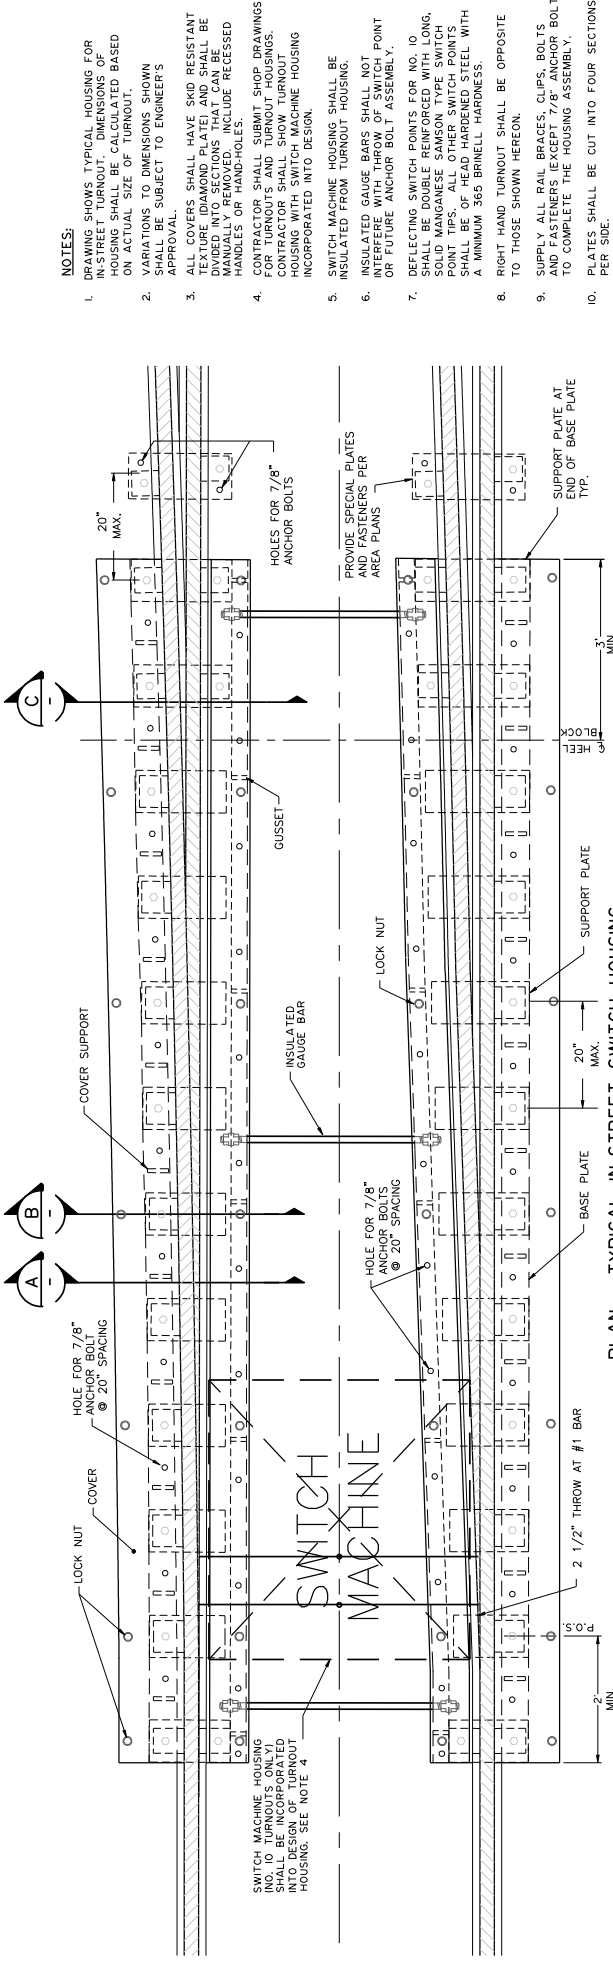 NOTES:
1. DRAWING SHOWS TYPICAL HOUSING FOR
IN-STREET TURNOUT. DIMENSIONS OF
HOUSING SHALL BE CALCULATED BASED
ON ACTUAL SIZE OF TURNOUT.
2. VARIATIONS TO DIMENSIONS SHOWN
SHALL BE SUBJECT TO ENGINEER'S
APPROVAL.
3. ALL COVERS SHALL HAVE SKID RESISTANT
TEXTURE (DIAMOND PLATE) AND SHALL BE
DIVIDED INTO SECTIONS THAT CAN BE
MANUALLY REMOVED. INCLUDE RECESSED
HANDLES OR HAND-HOLES.
4. CONTRACTOR SHALL SUBMIT SHOP DRAWINGS
FOR TURNOUTS AND TURNOUT HOUSINGS.
CONTRACTOR SHALL SHOW TURNOUT
HOUSING WITH SWITCH MACHINE HOUSING
INCORPORATED INTO DESIGN.
5. SWITCH MACHINE HOUSING SHALL BE
INSULATED FROM TURNOUT HOUSING.
6. INSULATED GAUGE BARS SHALL NOT
INTERFERE WITH THROW OF SWITCH POINT
OR FUTURE ANCHOR BOLT ASSEMBLY.
7. DEFLECTING SWITCH POINTS FOR NO. 10
SHALL BE DOUBLE REINFORCED WITH LONG,
SOLID MANGANESE SAMSON TYPE SWITCH
POINT TIPS. ALL OTHER SWITCH POINTS
SHALL BE OF HEAD HARDENED STEEL WITH
A MINIMUM 365 BRINELL HARDNESS.
8. RIGHT HAND TURNOUT SHALL BE OPPOSITE
TO THOSE SHOWN HEREON.
9. SUPPLY ALL RAIL BRACES, CLIPS, BOLTS
AND FASTENERS (EXCEPT 7/8" ANCHOR BOLT
TO COMPLETE THE HOUSING ASSEMBLY.
10. PLATES SHALL BE CUT INTO FOUR SECTIONS
PER SIDE.
A
-
B
-
C
-
LOCK NUT
COVER
HOLE FOR 7/8"
ANCHOR BOLT
@ 20" SPACING
COVER SUPPORT
20"
MAX.
GUSSET
HOLES FOR 7/8"
ANCHOR BOLTS
SWITCH MACHINE HOUSING
(NO. 10 TURNOUTS ONLY)
SHALL BE INCORPORATED
INTO DESIGN OF TURNOUT
HOUSING. SEE NOTE 4
SWITCH
MACHINE
INSULATED
GAUGE BAR
HOLE FOR 7/8"
ANCHOR BOLTS
@ 20" SPACING
LOCK NUT
PROVIDE SPECIAL PLATES
AND FASTENERS PER
AREA PLANS
2'
MIN
P.O.S.
2 1/2" THROW AT #1 BAR
BASE PLATE
20"
MAX.
SUPPORT PLATE
HEEL
BLOCK
3'
MIN
SUPPORT PLATE AT
END OF BASE PLATE
TYP.
PLAN - TYPICAL IN-STREET SWITCH HOUSING